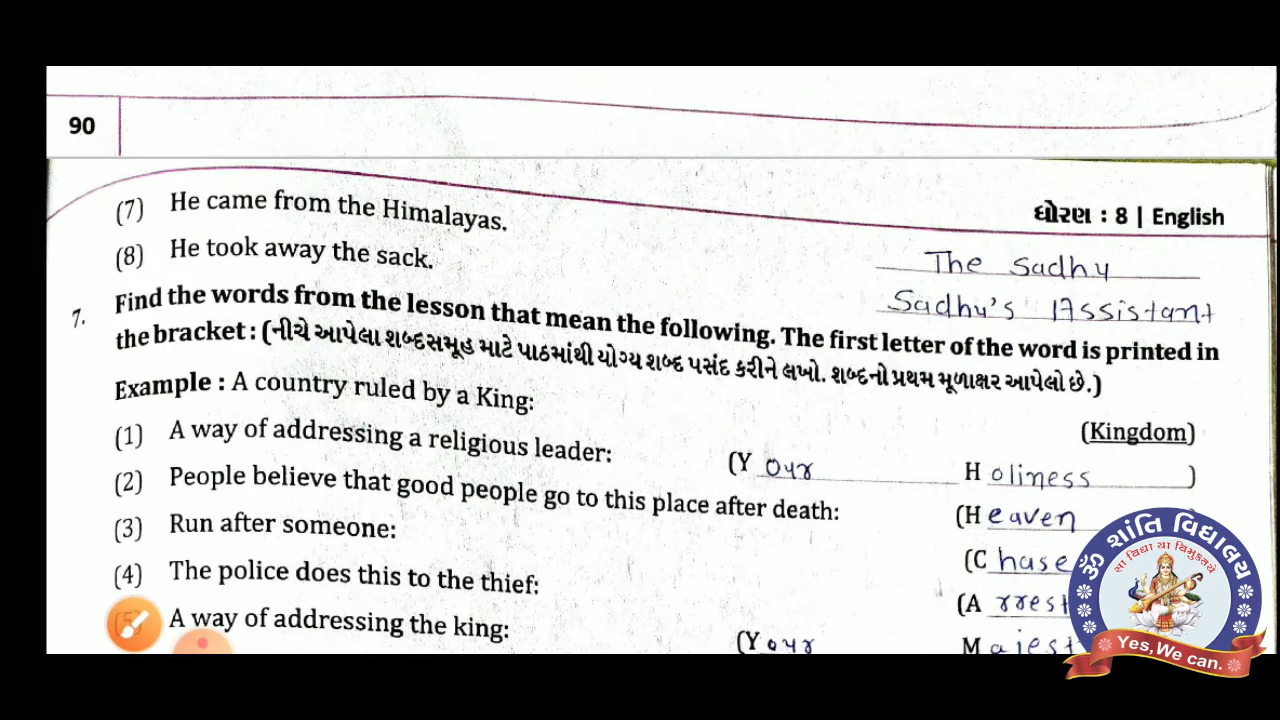 90
ધોરણ : 8 | English
(7) He came from the Himalayas. The Sadhu
(8) He took away the sack. Sadhu's Assistant
7. Find the words from the lesson that mean the following. The first letter of the word is printed in
the bracket : (નીચે આપેલા શબ્દસમૂહ માટે પાઠમાંથી યોગ્ય શબ્દ પસંદ કરીને લખો. શબ્દનો પ્રથમ મૂળાક્ષર આપેલો છે.)
Example : A country ruled by a King: (Kingdom)
(1) A way of addressing a religious leader: (Y our H oliness )
(2) People believe that good people go to this place after death: (H eaven
(3) Run after someone: (C hase
(4) The police does this to the thief: (A rrest
(5) A way of addressing the king: (Y our M ajest
ૐ શાંતિ વિદ્યાલય
સા વિદ્યા યા વિમુક્તયે
Yes, We can.